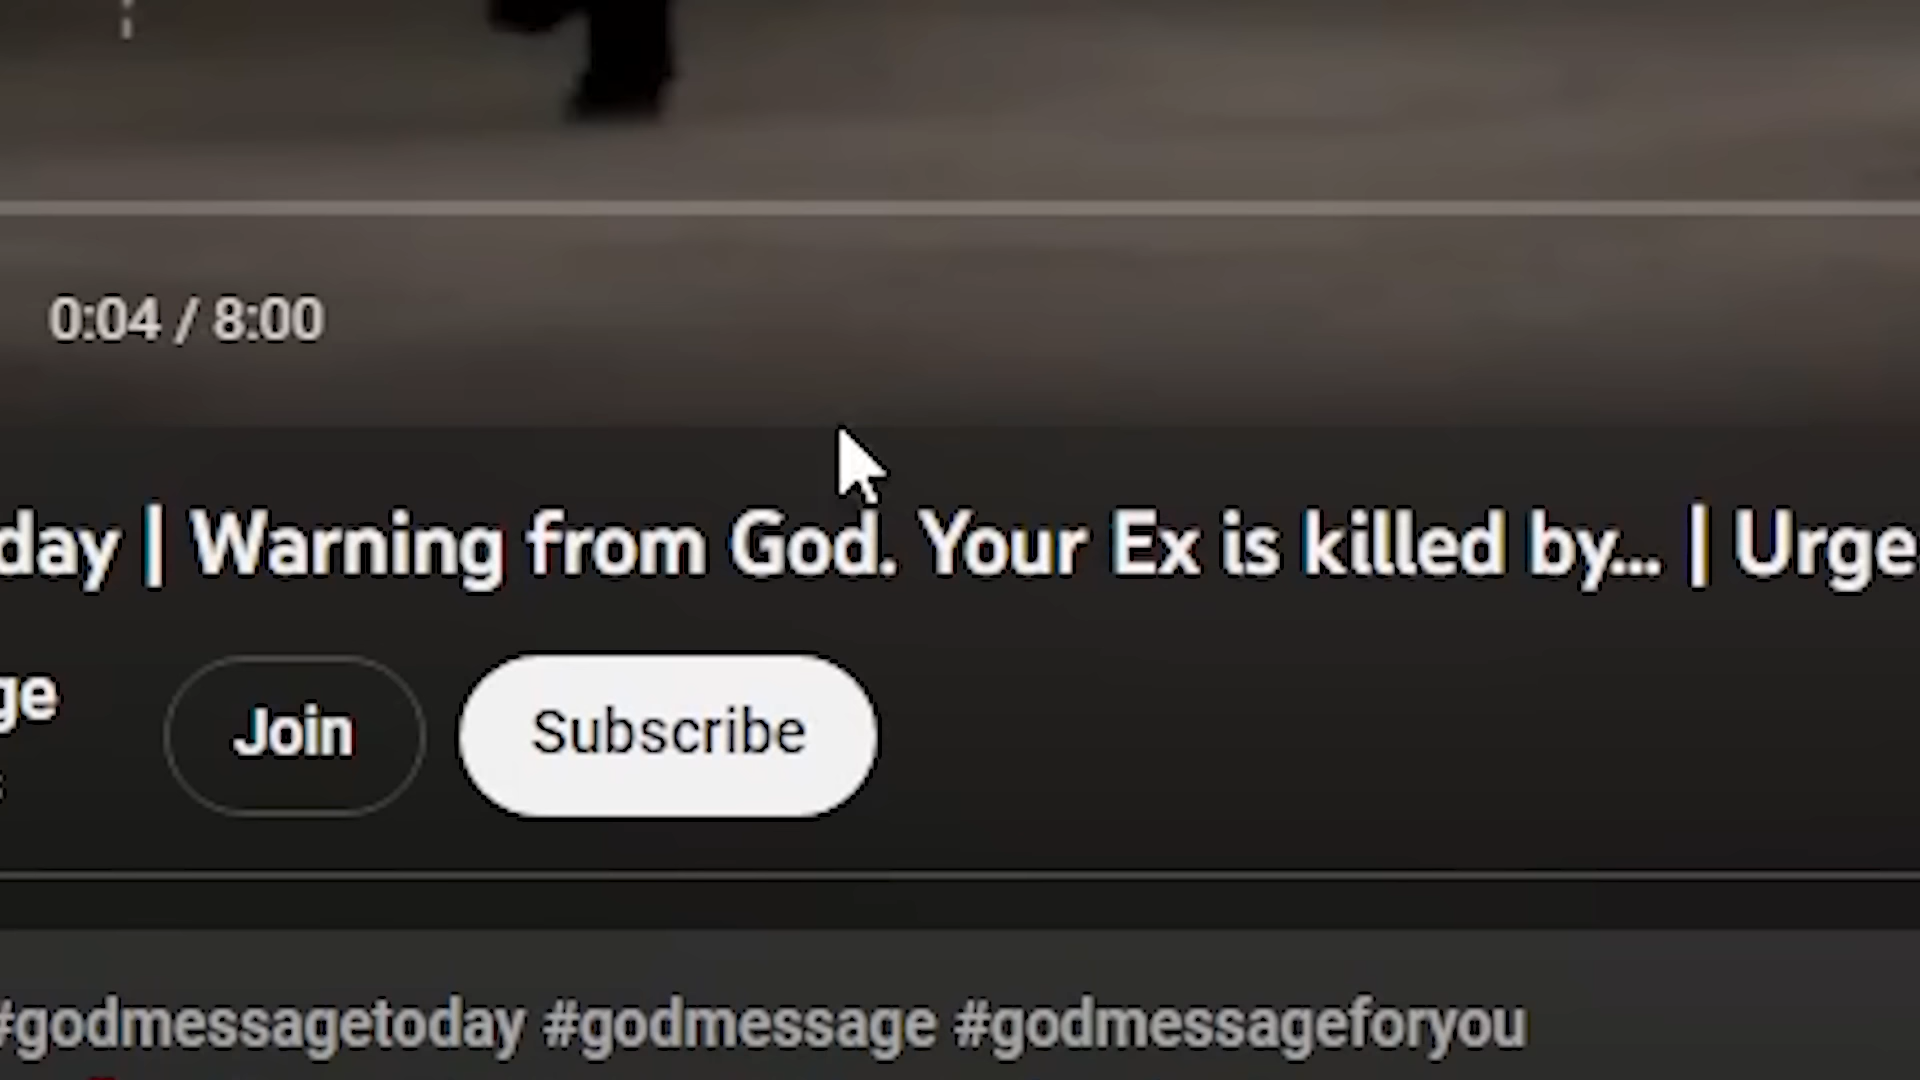 0:04 / 8:00
day | Warning from God. Your Ex is killed by... | Urge
ge
Join
Subscribe
#godmessagetoday #godmessage #godmessageforyou